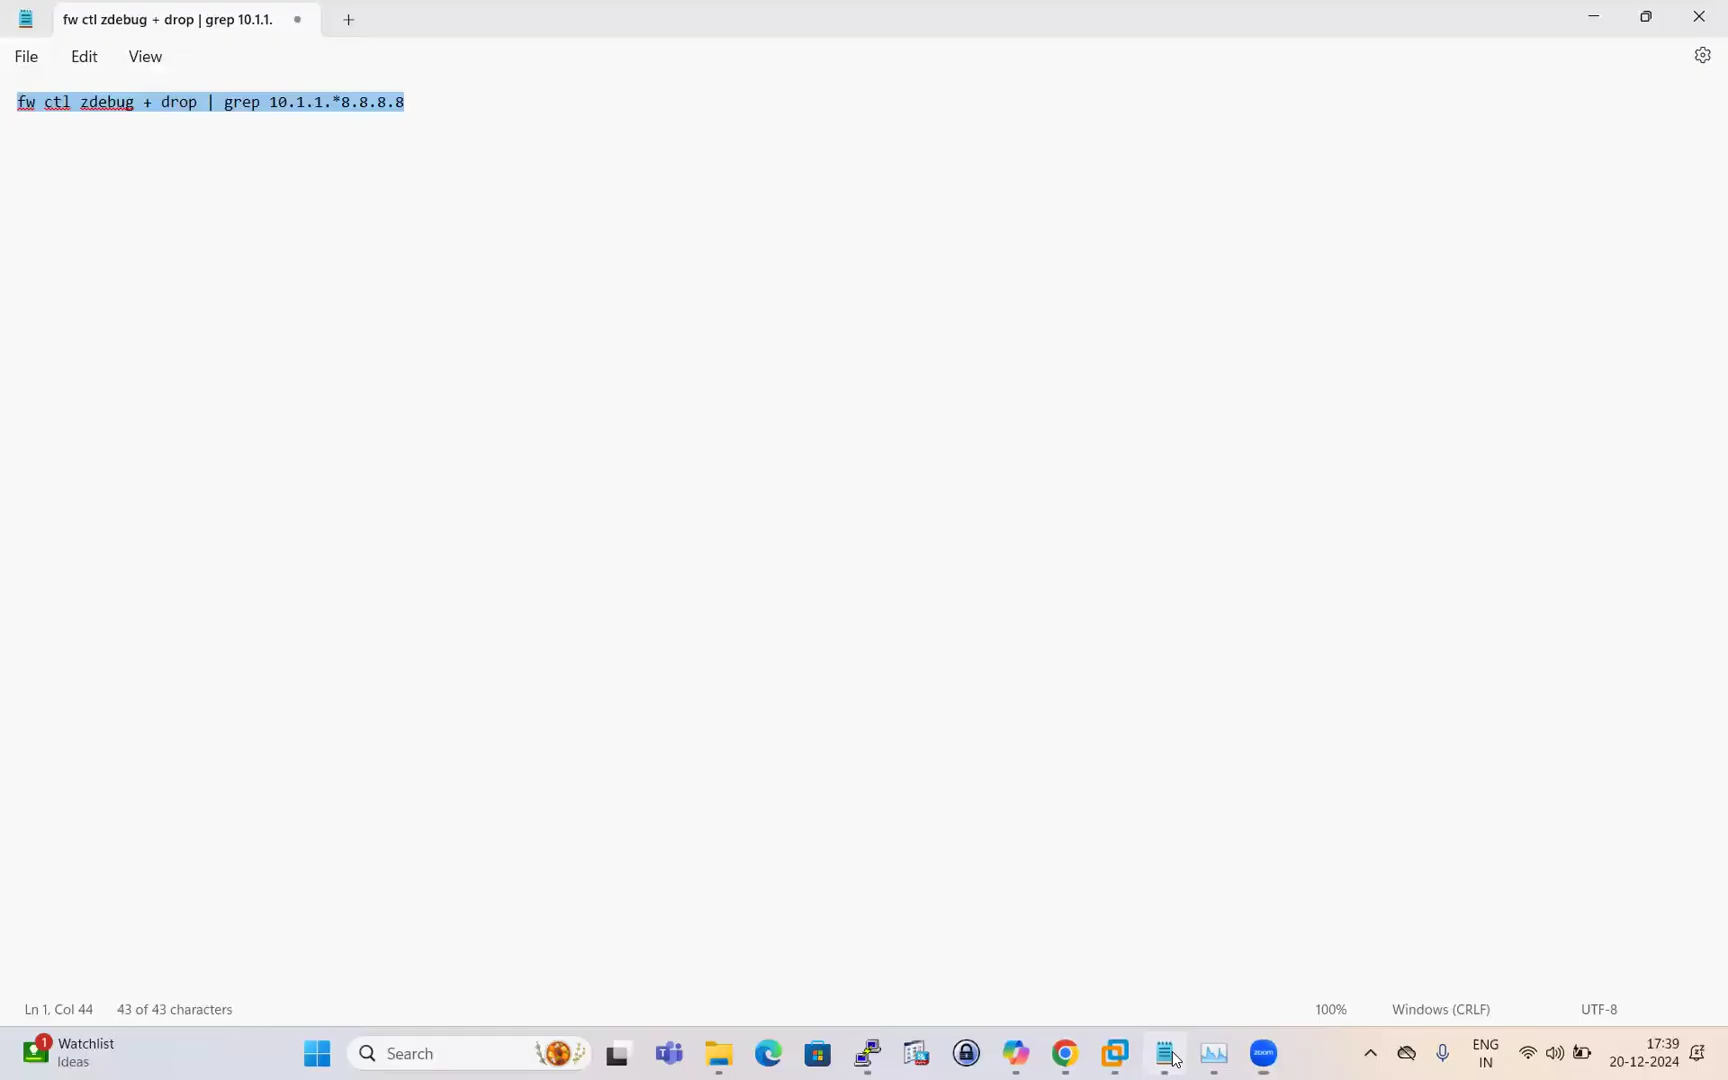 fw ctl zdebug + drop | grep 10.1.1.
File Edit View
fw ctl zdebug + drop | grep 10.1.1.*8.8.8.8
Ln 1, Col 44 43 of 43 characters 100% Windows (CRLF) UTF-8
1 Watchlist
Ideas
Search
zoom
ENG
IN
17:39
20-12-2024